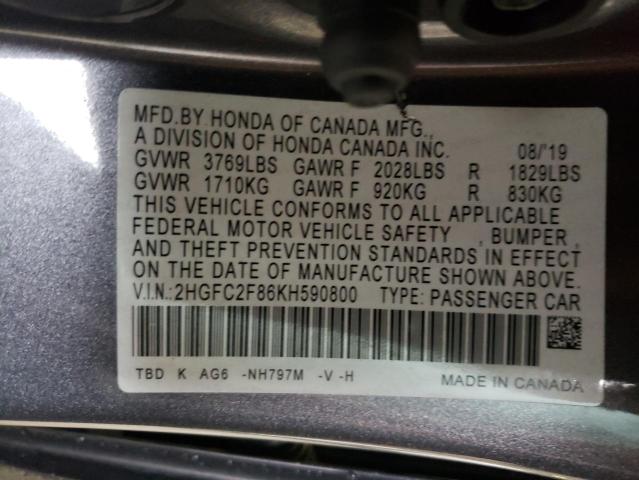 MFD.BY HONDA OF CANADA MFG.,
A DIVISION OF HONDA CANADA INC. 08/'19
GVWR 3769LBS GAWR F 2028LBS R 1829LBS
GVWR 1710KG GAWR F 920KG R 830KG
THIS VEHICLE CONFORMS TO ALL APPLICABLE
FEDERAL MOTOR VEHICLE SAFETY , BUMPER ,
AND THEFT PREVENTION STANDARDS IN EFFECT
ON THE DATE OF MANUFACTURE SHOWN ABOVE.
V.I.N.:2HGFC2F86KH590800 TYPE: PASSENGER CAR
TBD K AG6 -NH797M -V -H MADE IN CANADA